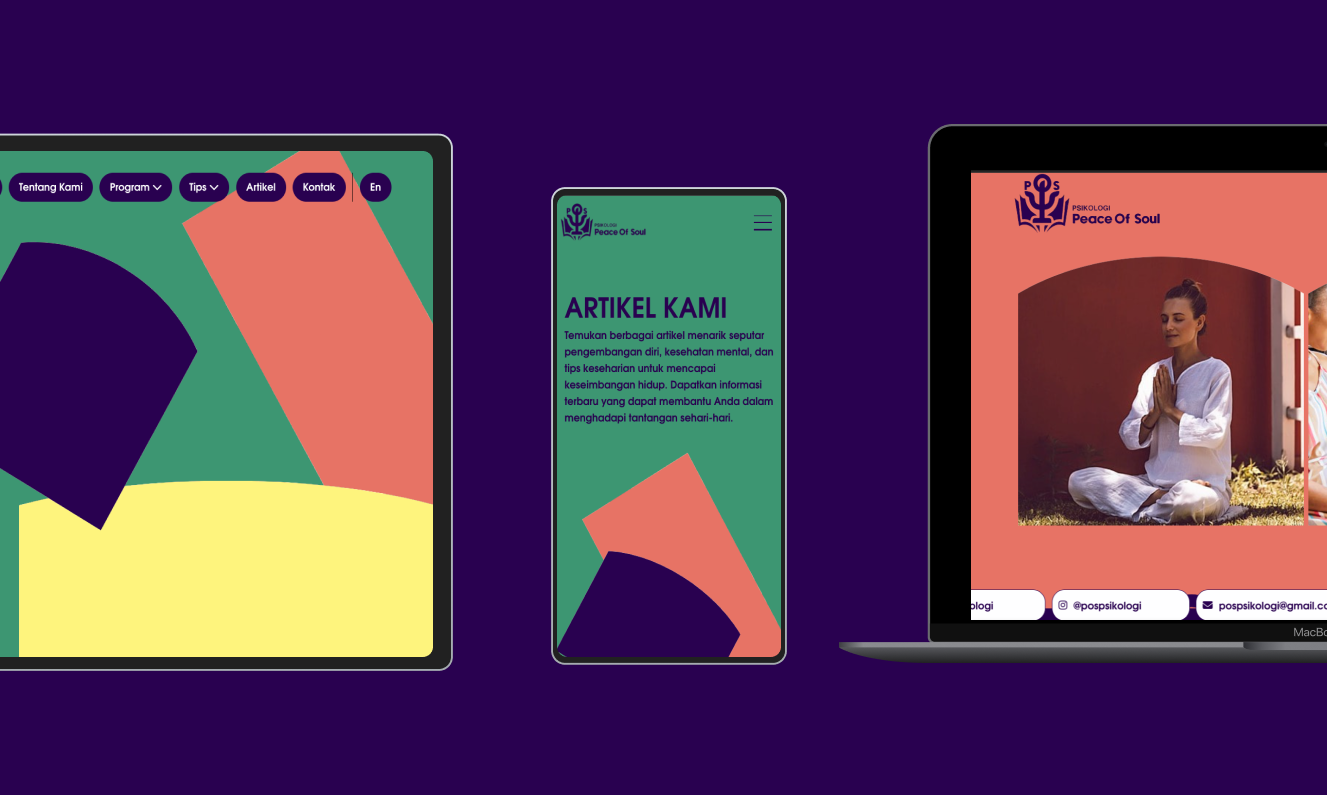 Tentang Kami
Program
Tips
Artikel
Kontak
En
POS
PSIKOLOGI
Peace Of Soul
ARTIKEL KAMI
Temukan berbagai artikel menarik seputar
pengembangan diri, kesehatan mental, dan
tips keseharian untuk mencapai
keseimbangan hidup. Dapatkan informasi
terbaru yang dapat membantu Anda dalam
menghadapi tantangan sehari-hari.
POS
PSIKOLOGI
Peace Of Soul
ologi
@pospsikologi
pospsikologi@gmail.co
MacBo